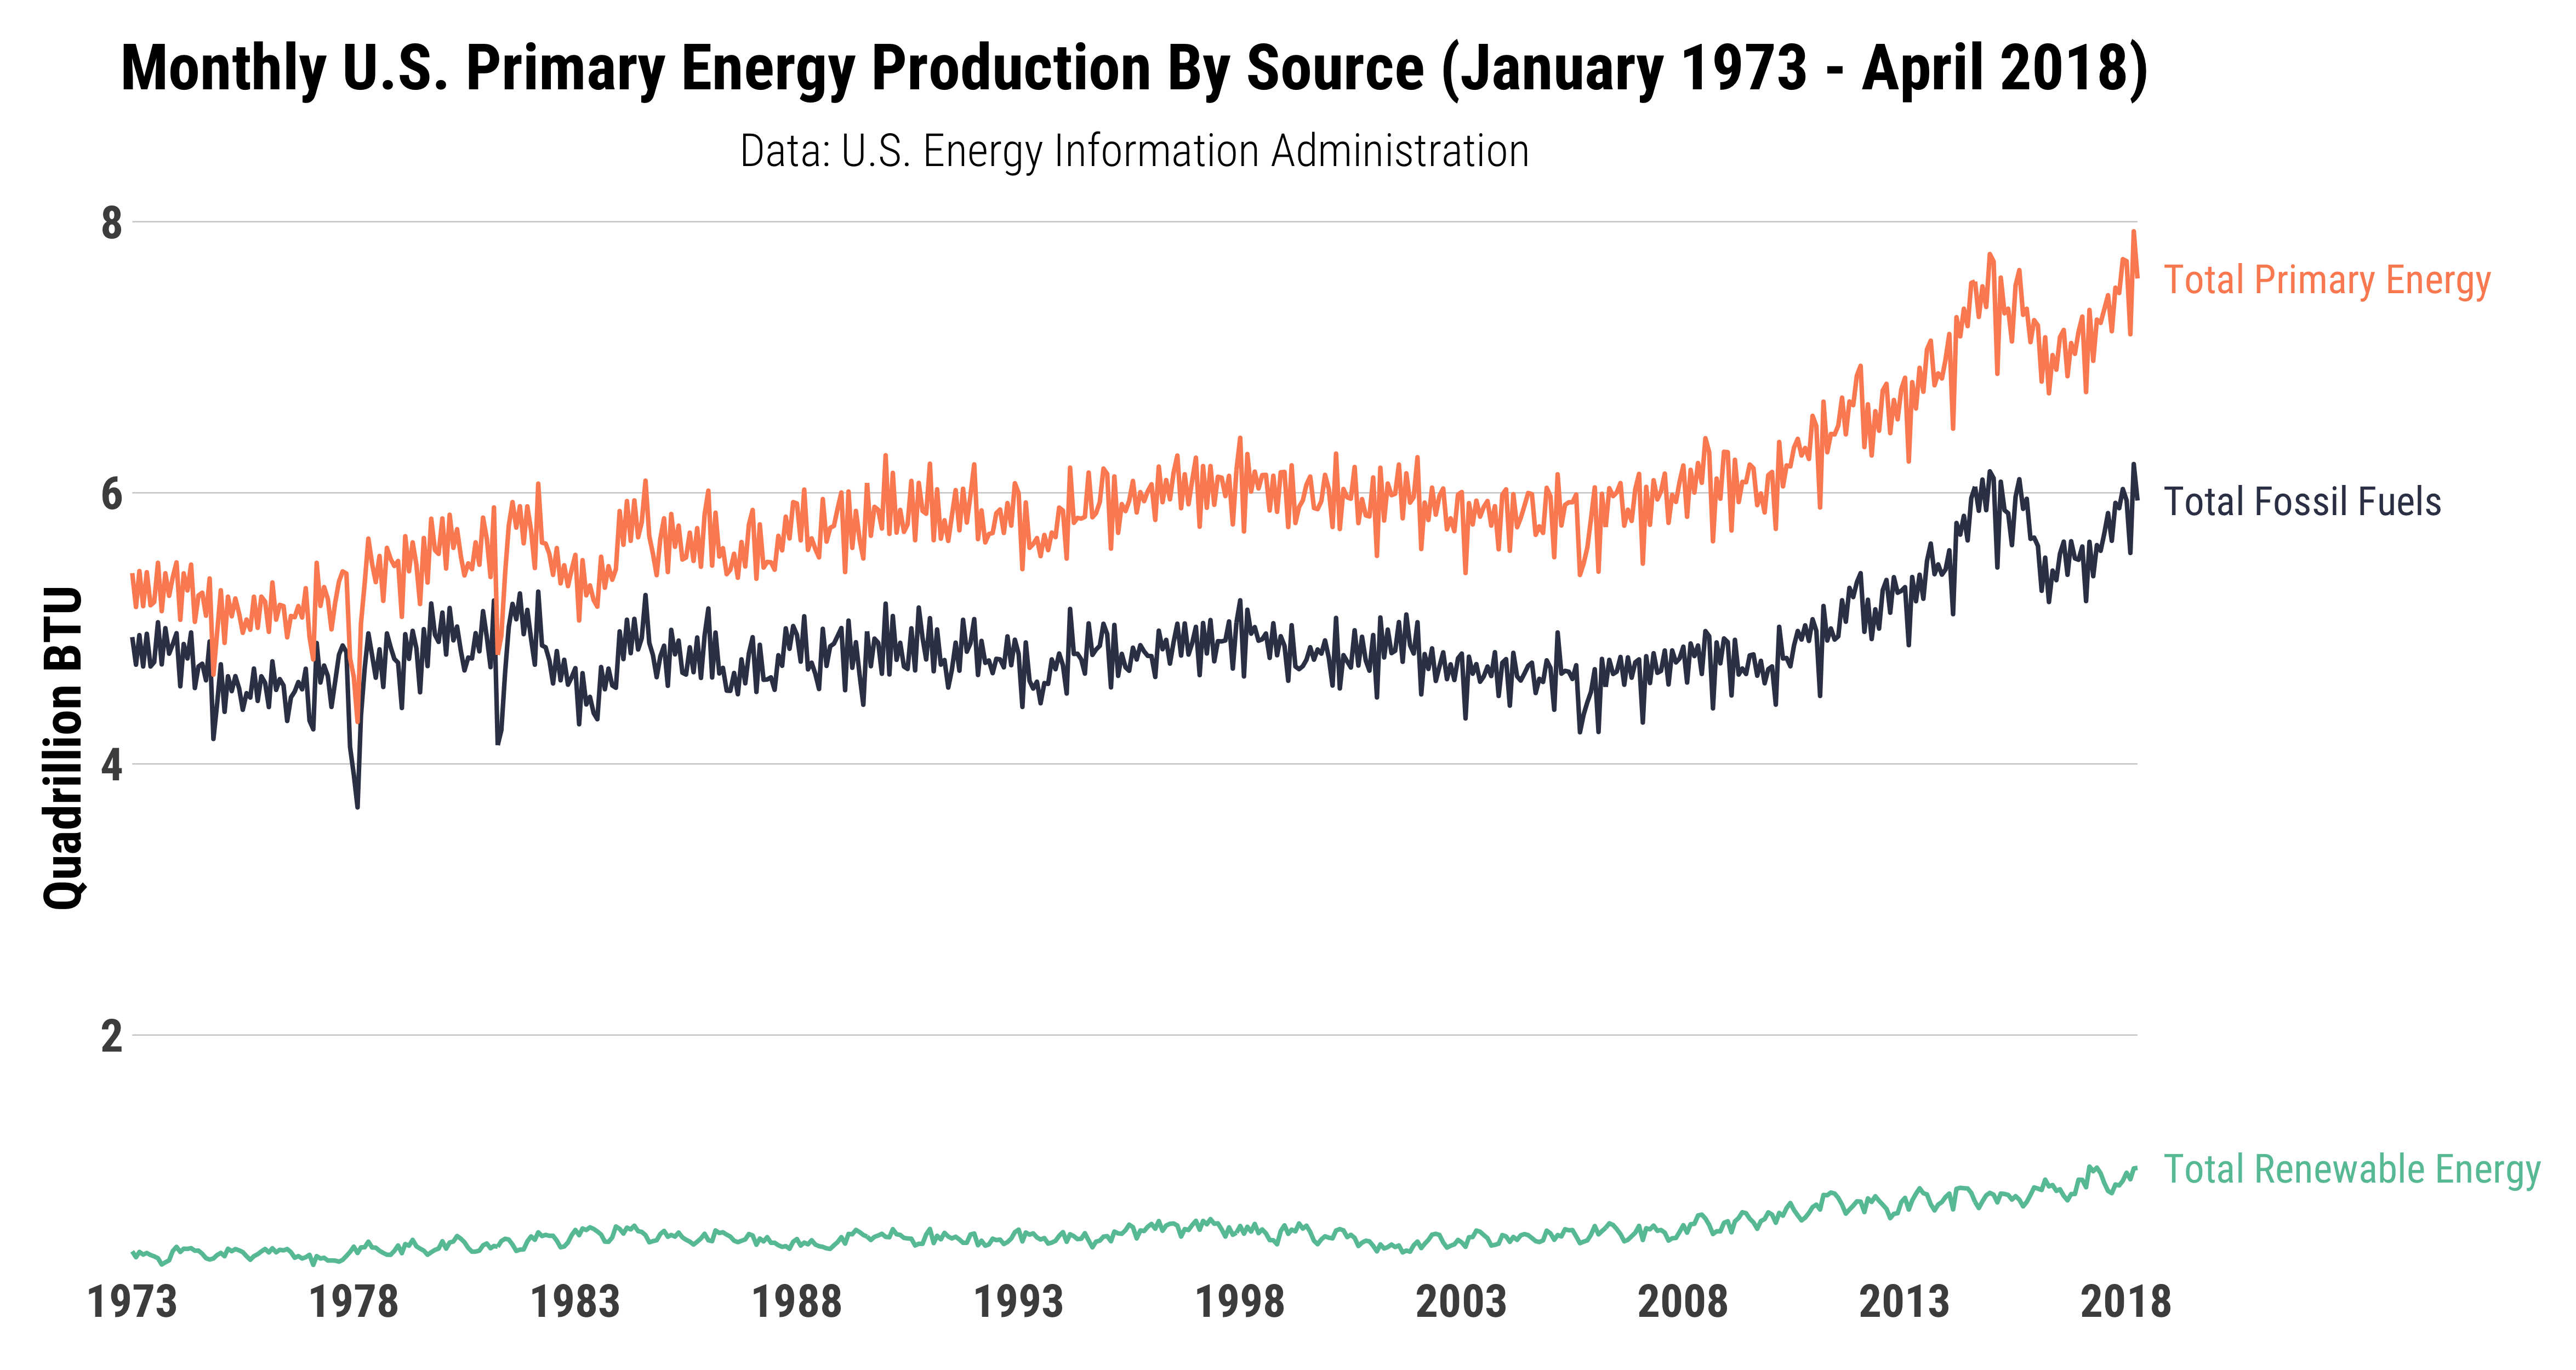 Monthly U.S. Primary Energy Production By Source (January 1973 - April 2018)
Data: U.S. Energy Information Administration
8
Total Primary Energy
6
Total Fossil Fuels
Quadrillion BTU
4
2
Total Renewable Energy
1973 1978 1983 1988 1993 1998 2003 2008 2013 2018